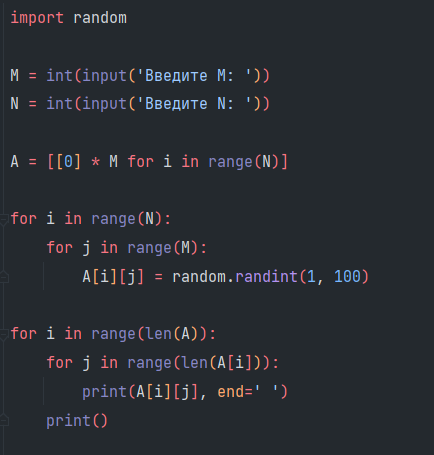 import random
M = int(input('Введите M: '))
N = int(input('Введите N: '))
A = [[0] * M for i in range(N)]
for i in range(N):
    for j in range(M):
        A[i][j] = random.randint(1, 100)
for i in range(len(A)):
    for j in range(len(A[i])):
        print(A[i][j], end=' ')
    print()